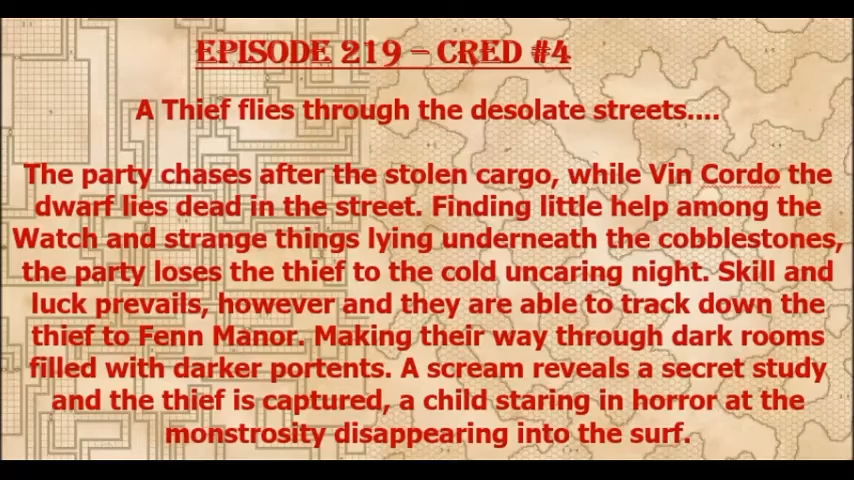 EPISODE 219 – CRED #4
A Thief flies through the desolate streets....
The party chases after the stolen cargo, while Vin Cordo the
dwarf lies dead in the street. Finding little help among the
Watch and strange things lying underneath the cobblestones,
the party loses the thief to the cold uncaring night. Skill and
luck prevails, however and they are able to track down the
thief to Fenn Manor. Making their way through dark rooms
filled with darker portents. A scream reveals a secret study
and the thief is captured, a child staring in horror at the
monstrosity disappearing into the surf.